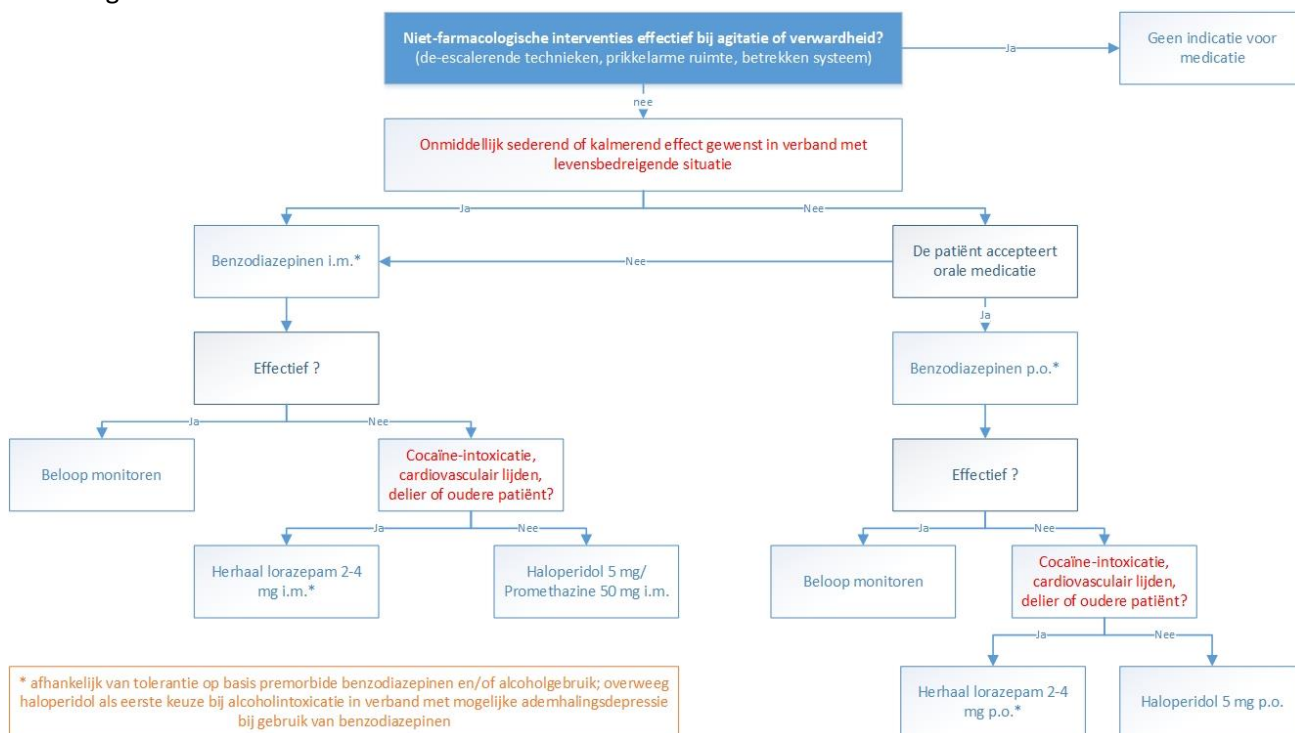 Niet-farmacologische interventies effectief bij agitatie of verwardheid?
(de-escalerende technieken, prikkelarme ruimte, betrekken systeem)
Ja
Geen indicatie voor
medicatie
nee
Onmiddellijk sederend of kalmerend effect gewenst in verband met
levensbedreigende situatie
Ja
Nee
Benzodiazepinen i.m.*
Nee
De patiënt accepteert
orale medicatie
Ja
Effectief ?
Benzodiazepinen p.o.*
Ja
Nee
Beloop monitoren
Cocaïne-intoxicatie,
cardiovasculair lijden,
delier of oudere patiënt?
Effectief ?
Ja
Nee
Ja
Nee
Herhaal lorazepam 2-4
mg i.m.*
Haloperidol 5 mg/
Promethazine 50 mg i.m.
Beloop monitoren
Cocaïne-intoxicatie,
cardiovasculair lijden,
delier of oudere patiënt?
Ja
Nee
* afhankelijk van tolerantie op basis premorbide benzodiazepinen en/of alcoholgebruik; overweeg
haloperidol als eerste keuze bij alcoholintoxicatie in verband met mogelijke ademhalingsdepressie
bij gebruik van benzodiazepinen
Herhaal lorazepam 2-4
mg p.o.*
Haloperidol 5 mg p.o.